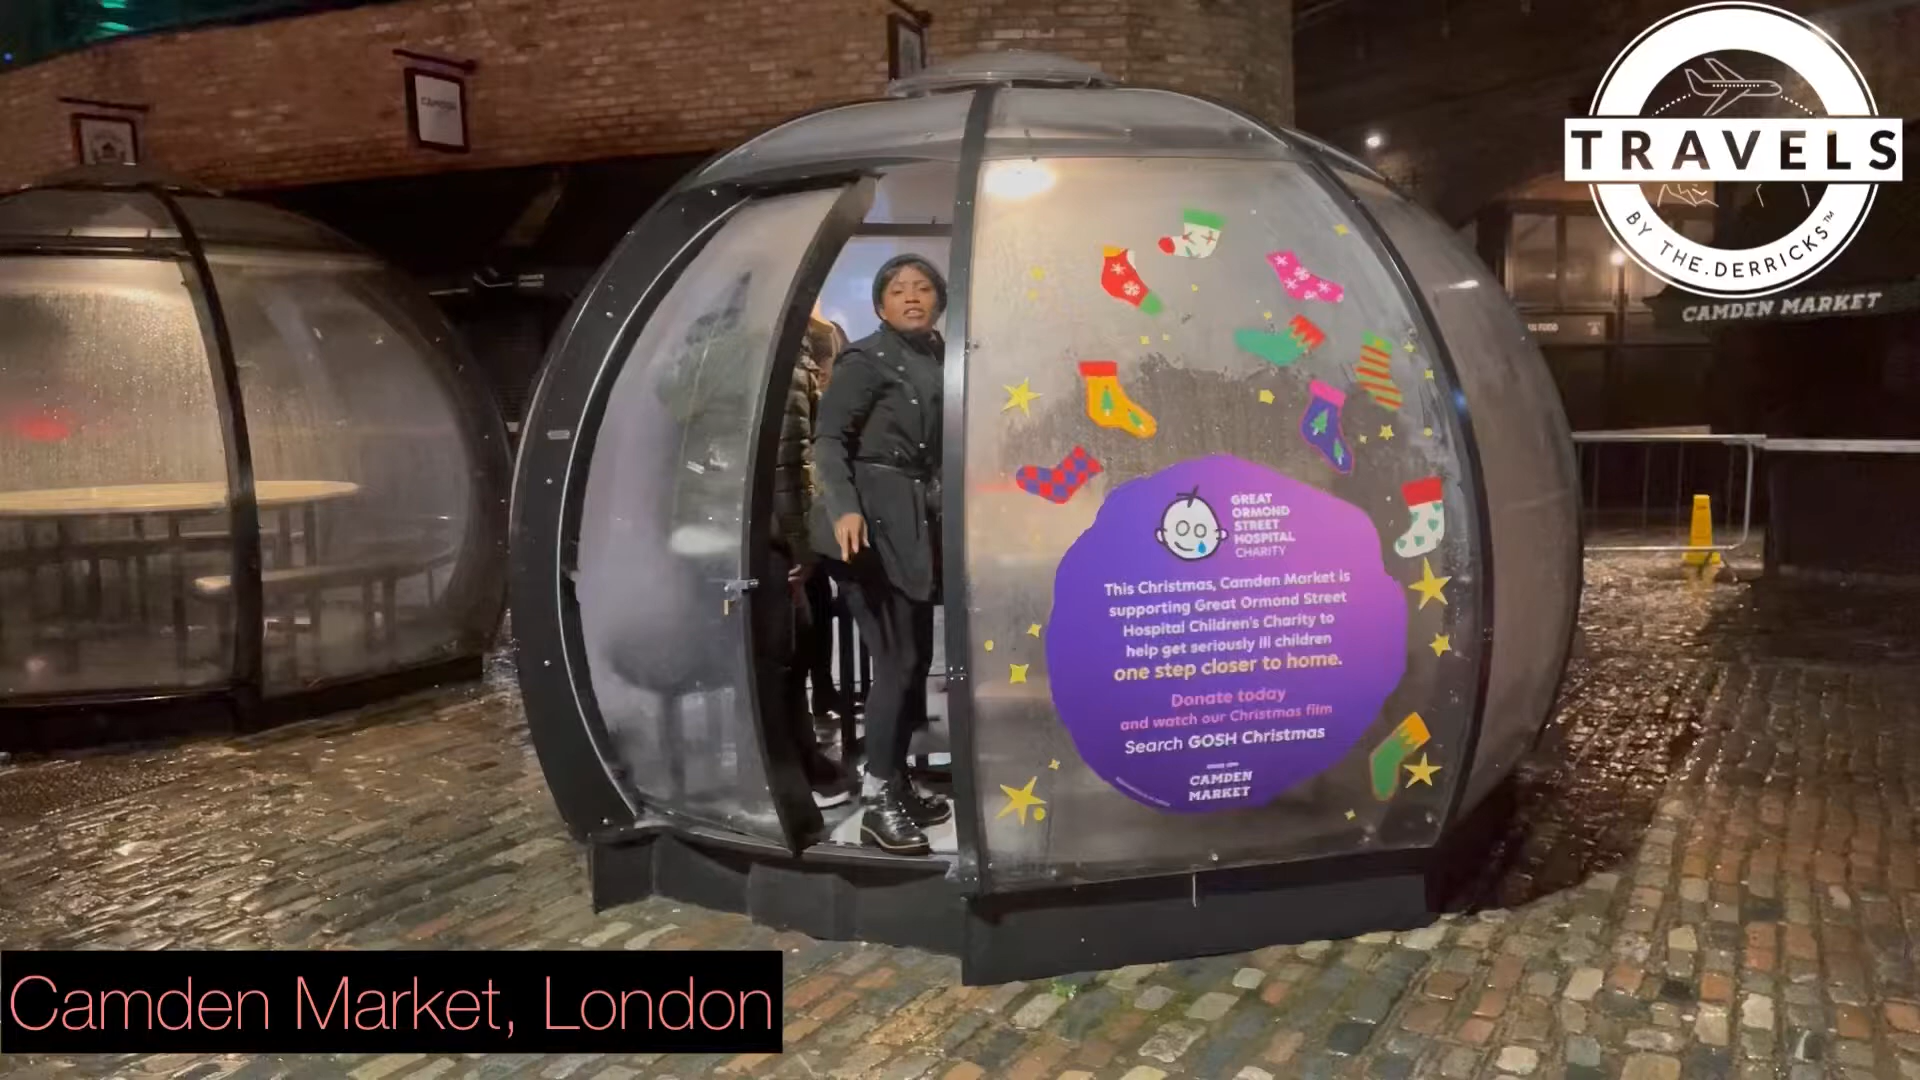 TRAVELS
BY THE.DERRICKS™
CAMDEN MARKET
GREAT
ORMOND
STREET
HOSPITAL
CHARITY
This Christmas, Camden Market is
supporting Great Ormond Street
Hospital Children's Charity to
help get seriously ill children
one step closer to home.
Donate today
and watch our Christmas film
Search GOSH Christmas
CAMDEN
MARKET
Camden Market, London